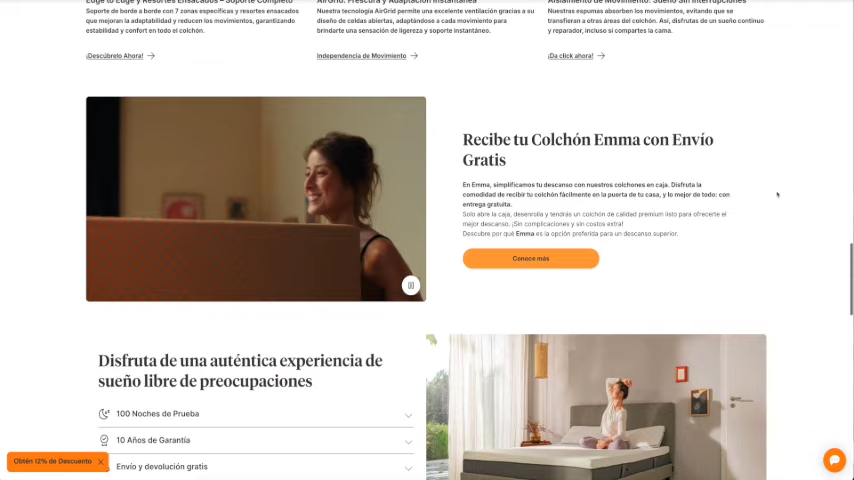 Edge to Edge y Resortes Ensacados – Soporte Completo
Soporte de borde a borde con 7 zonas específicas y resortes ensacados
que mejoran la adaptabilidad y reducen los movimientos, garantizando
estabilidad y confort en todo el colchón.
¡Descúbrelo Ahora!
AirGrid: Frescura y Adaptación Instantánea
Nuestra tecnología AirGrid permite una excelente ventilación gracias a su
diseño de celdas abiertas, adaptándose a cada movimiento para
brindarte una sensación de ligereza y soporte instantáneo.
Independencia de Movimiento
Aislamiento de Movimiento: Sueño Sin Interrupciones
Nuestras espumas absorben los movimientos, evitando que se
transfieran a otras áreas del colchón. Así, disfrutas de un sueño continuo
y reparador, incluso si compartes la cama.
¡Da click ahora!
Recibe tu Colchón Emma con Envío
Gratis
En Emma, simplificamos tu descanso con nuestros colchones en caja. Disfruta la
comodidad de recibir tu colchón fácilmente en la puerta de tu casa, y lo mejor de todo: con
entrega gratuita.
Solo abre la caja, desenrolla y tendrás un colchón de calidad premium listo para ofrecerte el
mejor descanso. ¡Sin complicaciones y sin costos extra!
Descubre por qué Emma es la opción preferida para un descanso superior.
Conoce más
Disfruta de una auténtica experiencia de
sueño libre de preocupaciones
100 Noches de Prueba
10 Años de Garantía
Envío y devolución gratis
Obtén 12% de Descuento